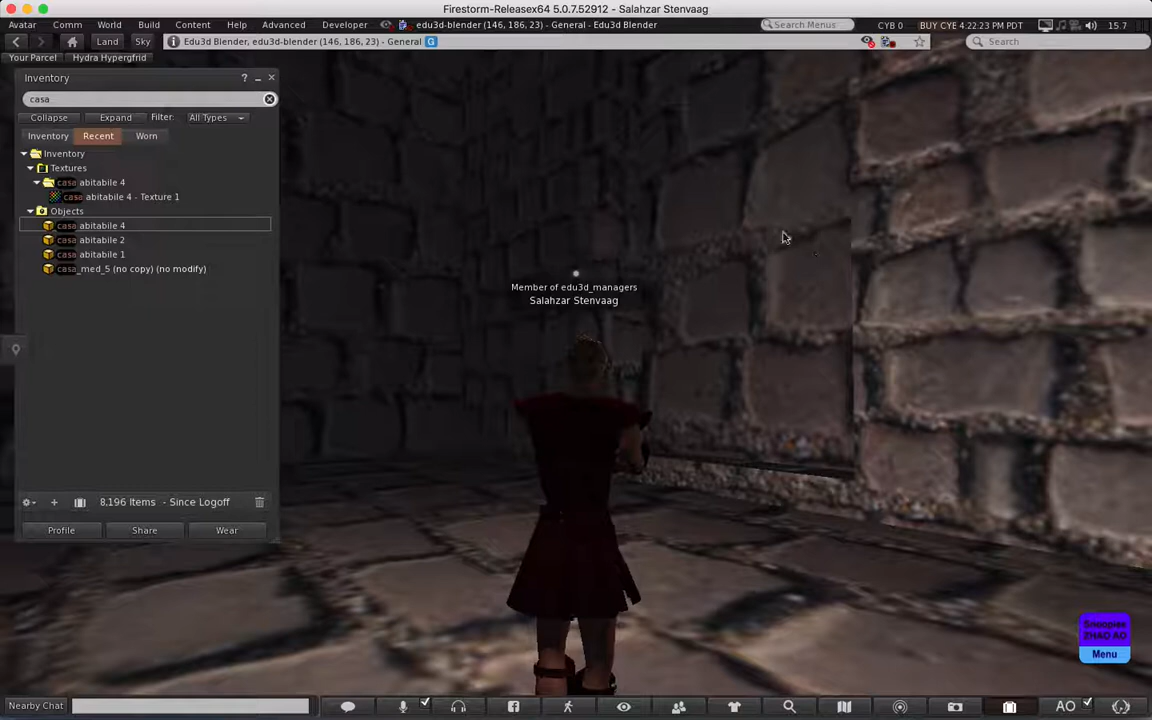 Firestorm-Releasex64 5.0.7.52912 - Salahzar Stenvaag
Avatar Comm World Build Content Help Advanced Developer edu3d-blender (146, 186, 23) - General - Edu3d Blender Search Menus CYB 0 BUY CYE 4 22:23 PM PDT 15.7
Land Sky Edu3d Blender, edu3d-blender (146, 186, 23) - General G Search
Your Parcel Hydra Hypergfrid
Inventory ?
casa
Collapse Expand Filter: All Types
Inventory Recent Worn
Inventory
Textures
casa abitabile 4
casa abitabile 4 - Texture 1
Objects
casa abitabile 4
casa abitabile 2
casa abitabile 1
casa_med_5 (no copy) (no modify)
Member of edu3d_managers
Salahzar Stenvaag
8,196 Items - Since Logoff
Profile Share Wear
ZHAO AO
Menu
Nearby Chat AO